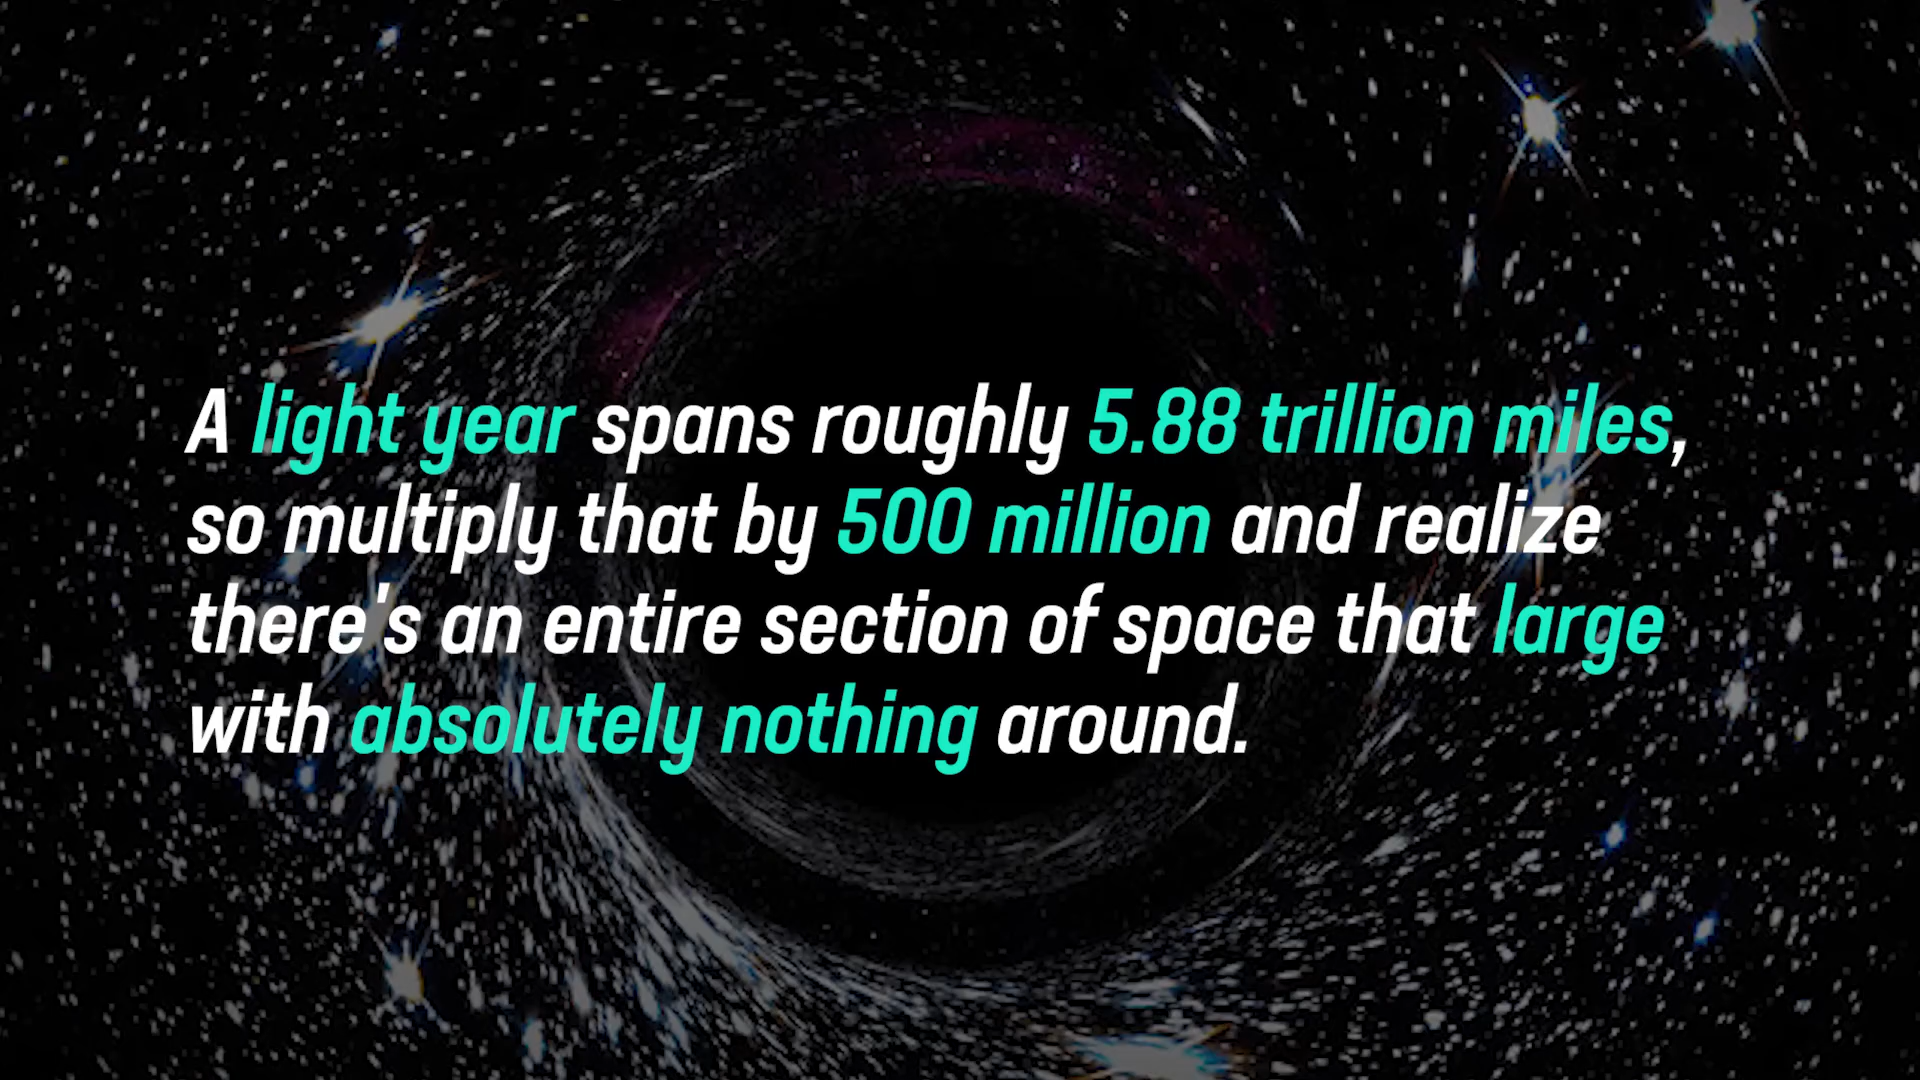 A light year spans roughly 5.88 trillion miles,
so multiply that by 500 million and realize
there's an entire section of space that large
with absolutely nothing around.